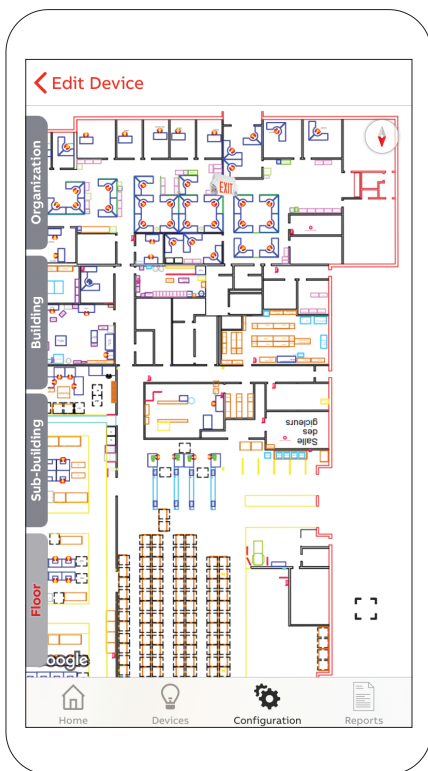 Edit Device
Organization
EXIT
Building
Salle
des
gicleurs
Sub-building
Floor
oogle
Home
Devices
Configuration
Reports